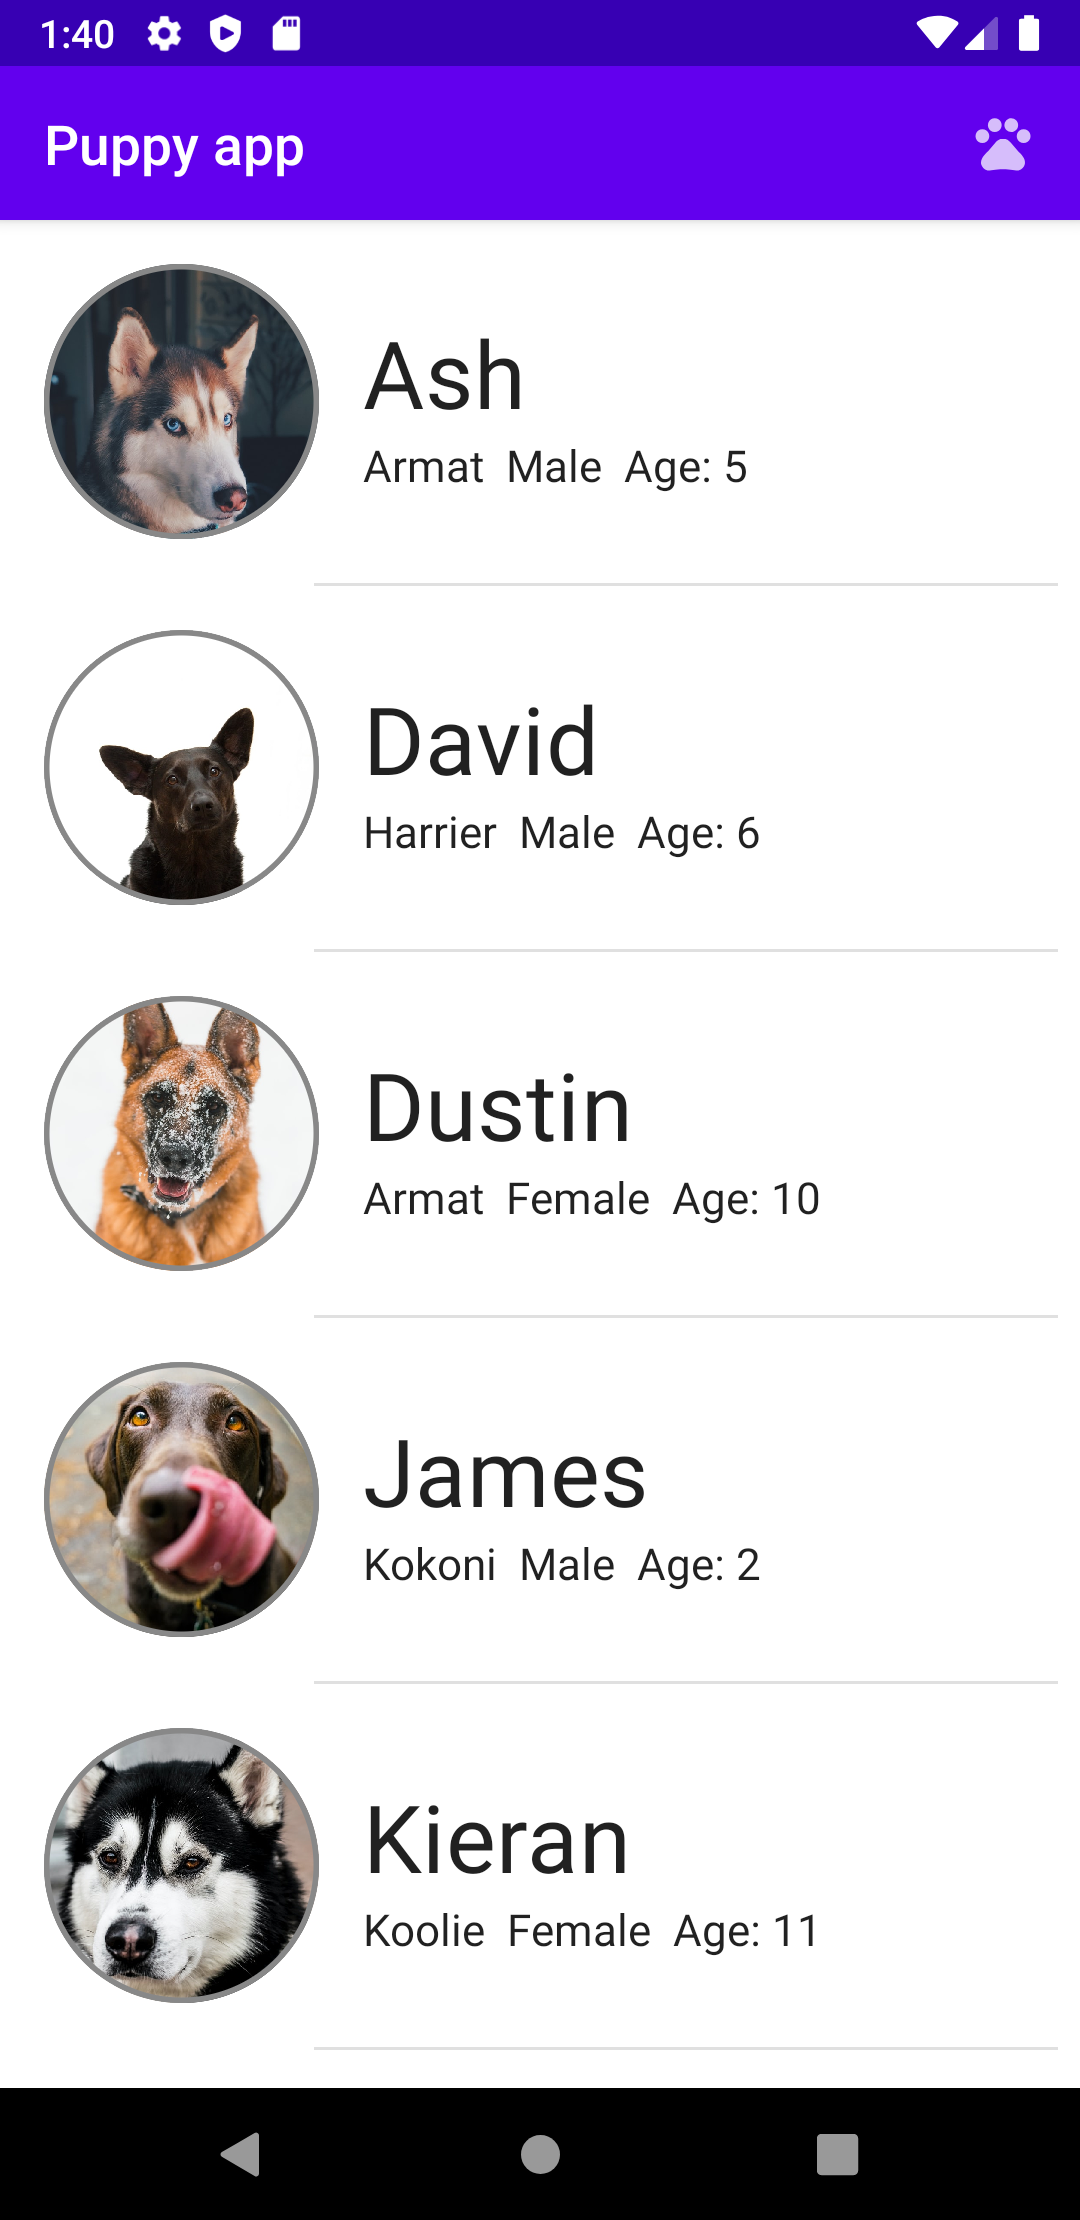 1:40
Puppy app
Ash
Armat Male Age: 5
David
Harrier Male Age: 6
Dustin
Armat Female Age: 10
James
Kokoni Male Age: 2
Kieran
Koolie Female Age: 11